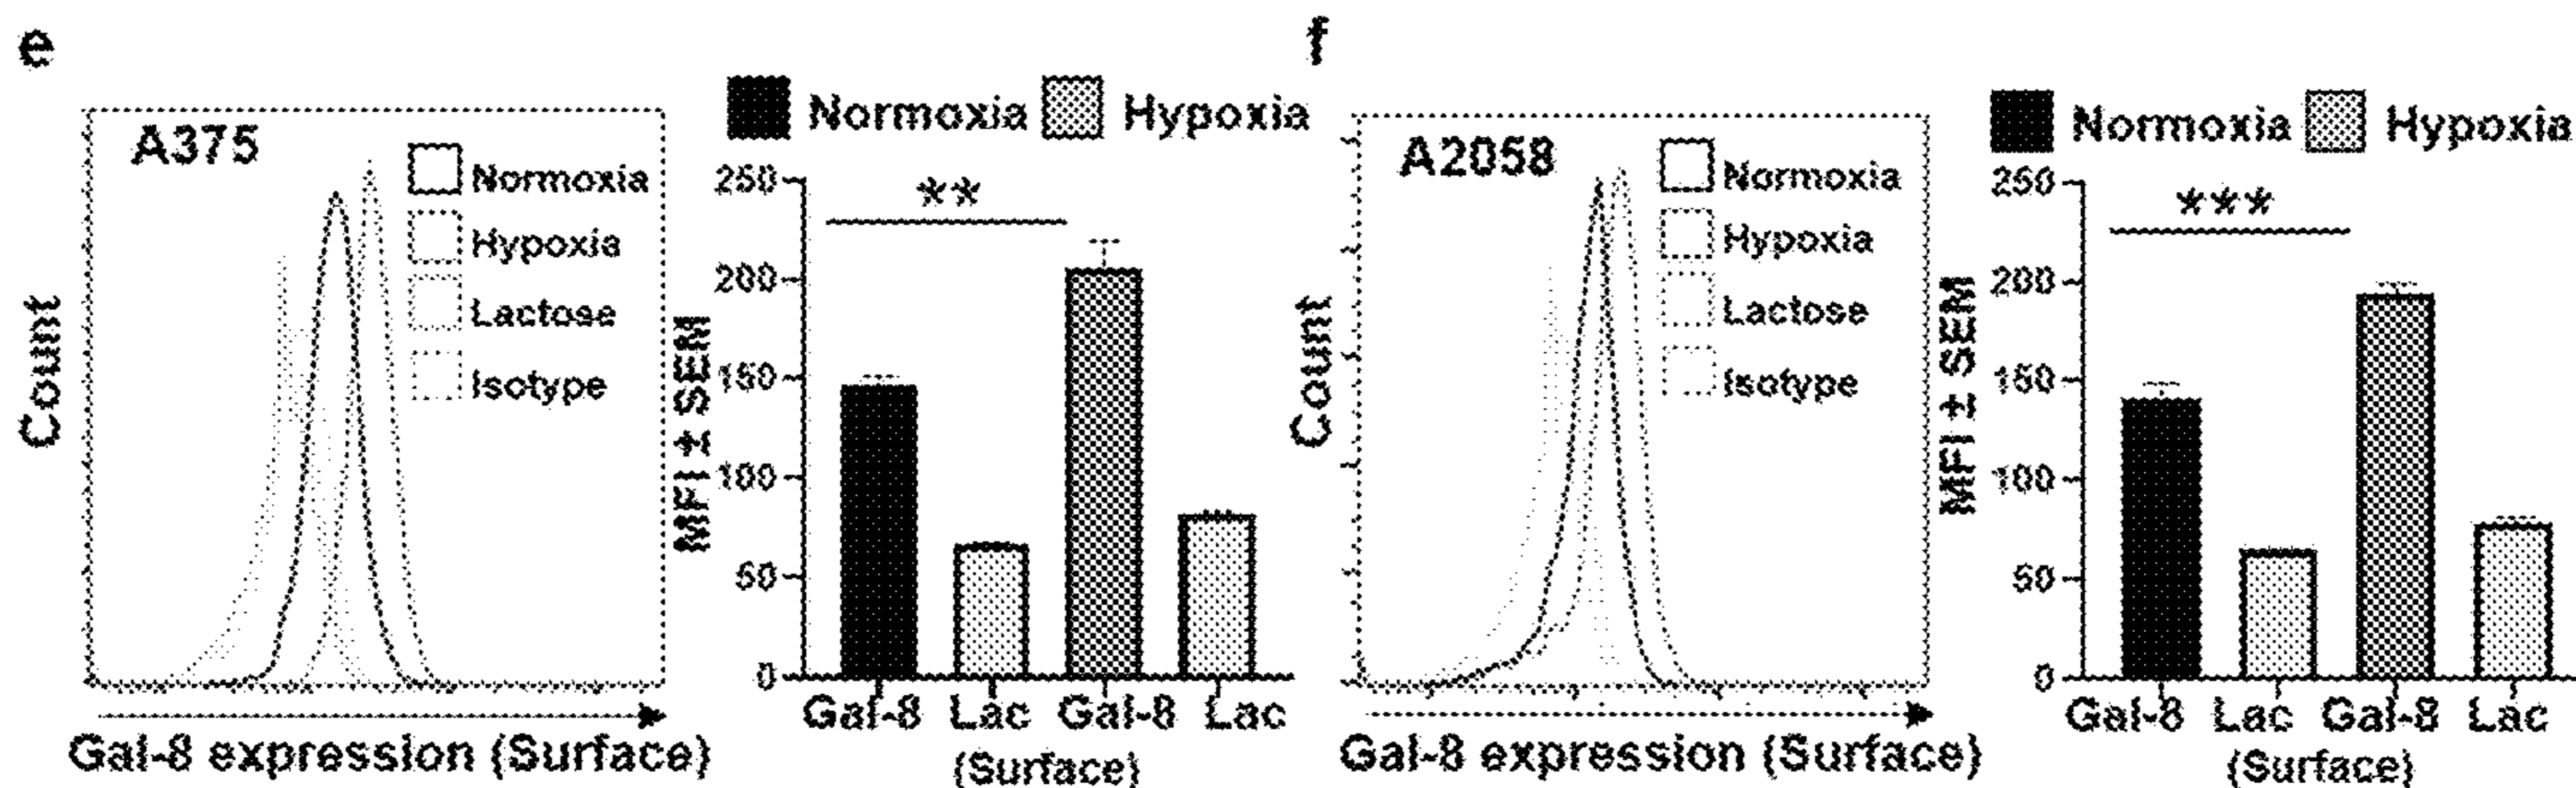 e
A375
Normoxia
Hypoxia
Lactose
Isotype
Count
Gal-8 expression (Surface)
Normoxia Hypoxia
**
MFI ± SEM
250
200
150
100
50
0
Gal-8 Lac Gal-8 Lac
(Surface)
f
A2058
Normoxia
Hypoxia
Lactose
Isotype
Count
Gal-8 expression (Surface)
Normoxia Hypoxia
***
MFI ± SEM
250
200
150
100
50
0
Gal-8 Lac Gal-8 Lac
(Surface)